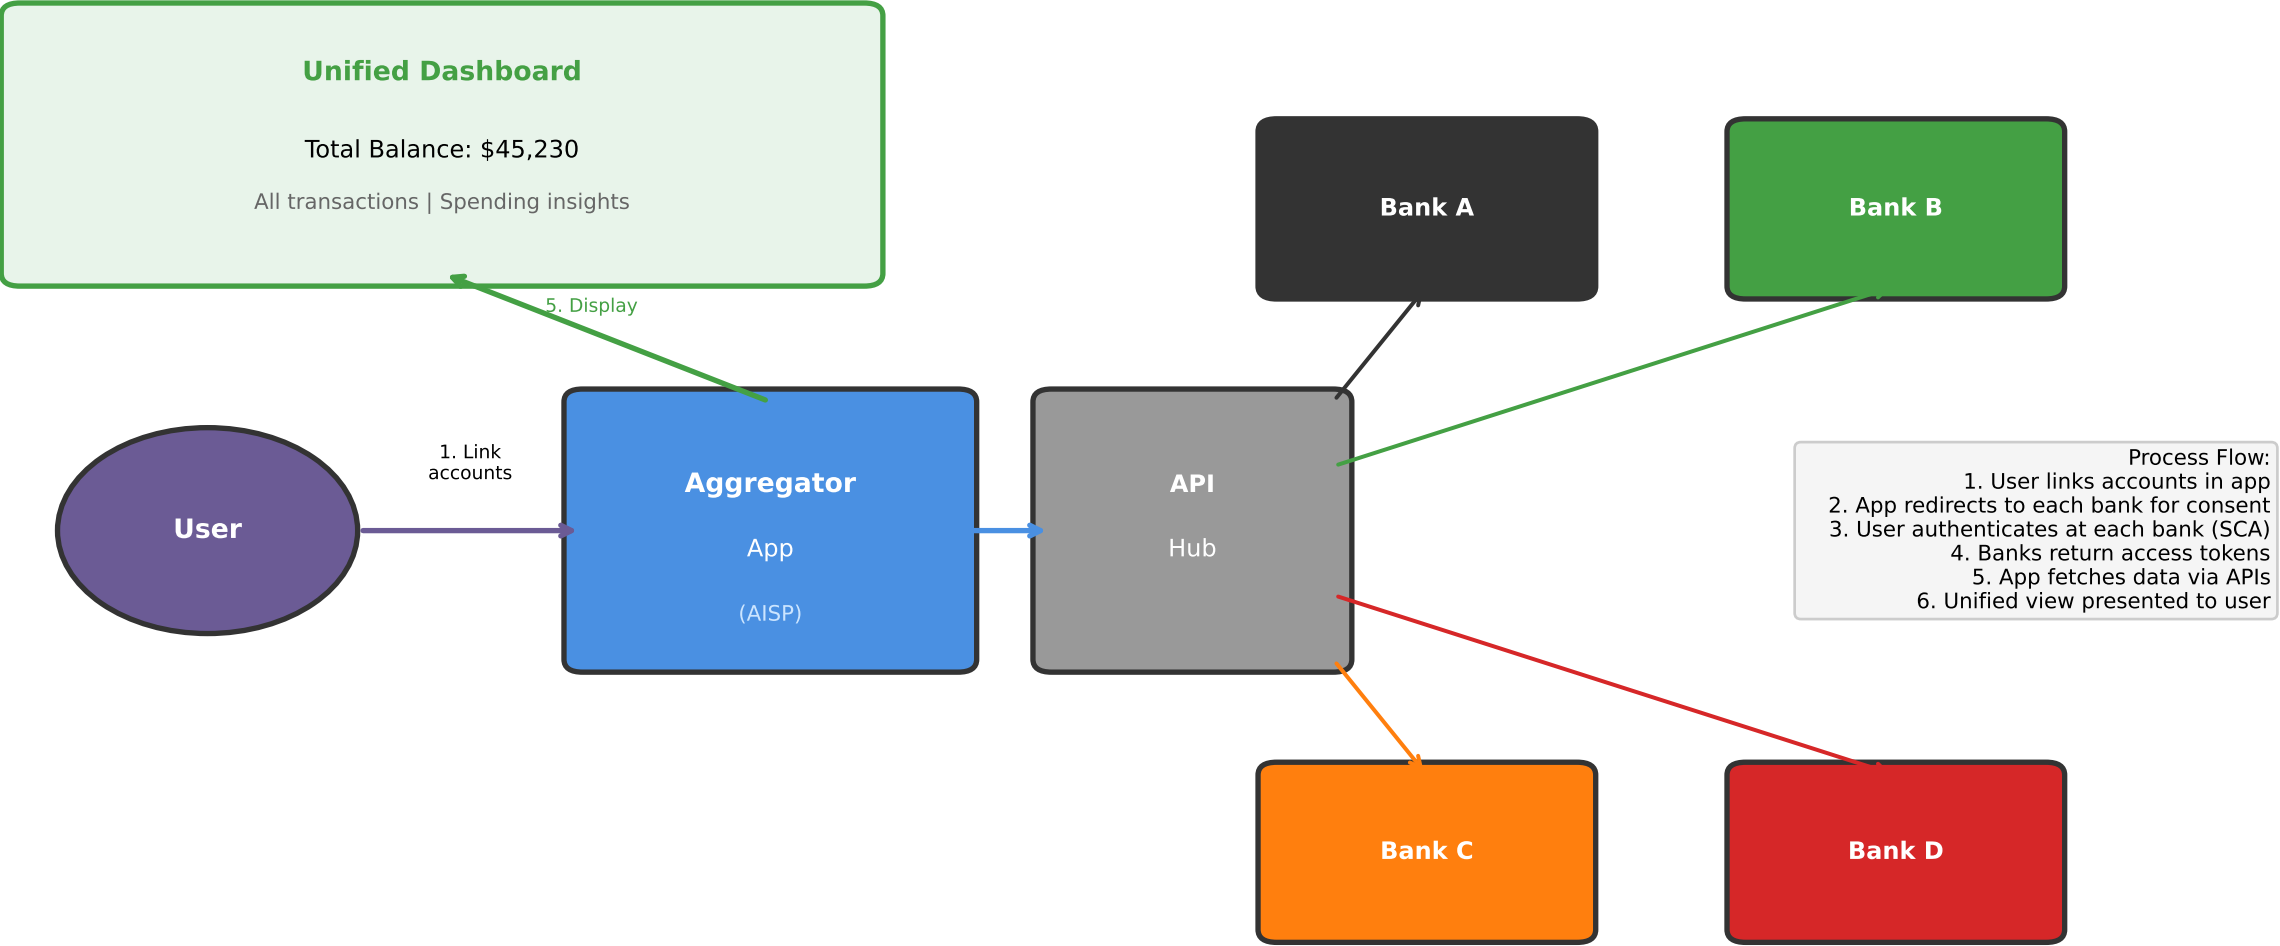 Unified Dashboard
Total Balance: $45,230
All transactions | Spending insights
5. Display
Bank A
Bank B
1. Link
accounts
User
Aggregator
App
(AISP)
API
Hub
Process Flow:
1. User links accounts in app
2. App redirects to each bank for consent
3. User authenticates at each bank (SCA)
4. Banks return access tokens
5. App fetches data via APIs
6. Unified view presented to user
Bank C
Bank D